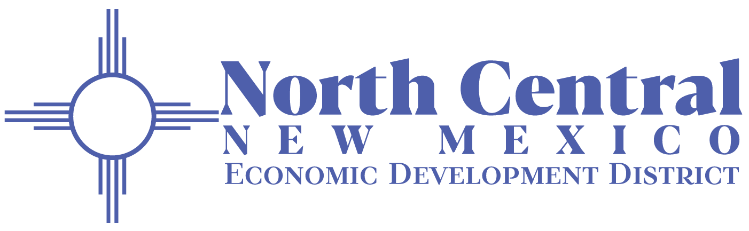 North Central
NEW MEXICO
ECONOMIC DEVELOPMENT DISTRICT